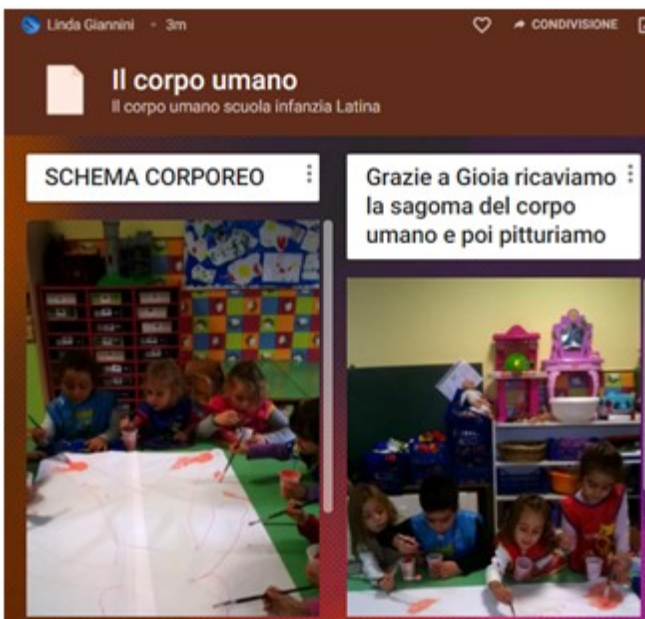 Linda Giannini • 3m
CONDIVISIONE
Il corpo umano
Il corpo umano scuola infanzia Latina
SCHEMA CORPOREO
Grazie a Gioia ricaviamo
la sagoma del corpo
umano e poi pitturiamo